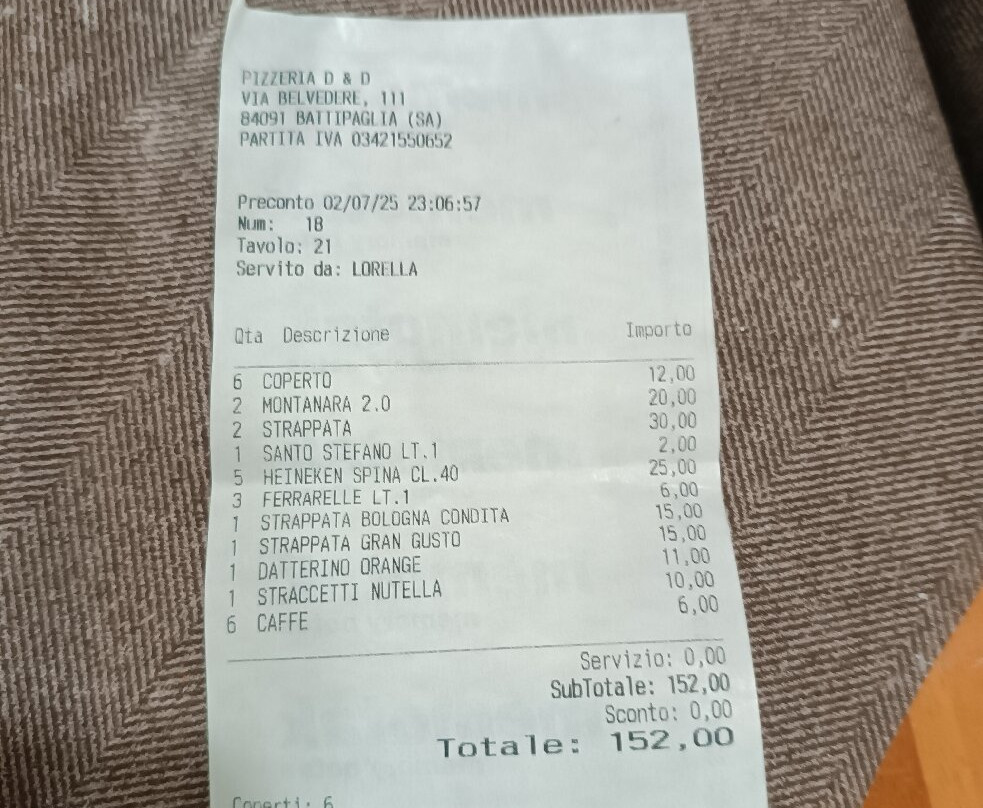 PIZZERIA D & D
VIA BELVEDERE, 111
84091 BATTIPAGLIA (SA)
PARTITA IVA 03421550652
Preconto 02/07/25 23:06:57
Num: 18
Tavolo: 21
Servito da: LORELLA
Qta Descrizione Importo
6 COPERTO 12,00
2 MONTANARA 2.0 20,00
2 STRAPPATA 30,00
1 SANTO STEFANO LT.1 2,00
5 HEINEKEN SPINA CL.40 25,00
3 FERRARELLE LT.1 6,00
1 STRAPPATA BOLOGNA CONDITA 15,00
1 STRAPPATA GRAN GUSTO 15,00
1 DATTERINO ORANGE 11,00
1 STRACCETTI NUTELLA 10,00
6 CAFFE 6,00
Servizio: 0,00
SubTotale: 152,00
Sconto: 0,00
Totale: 152,00
Coperti: 6